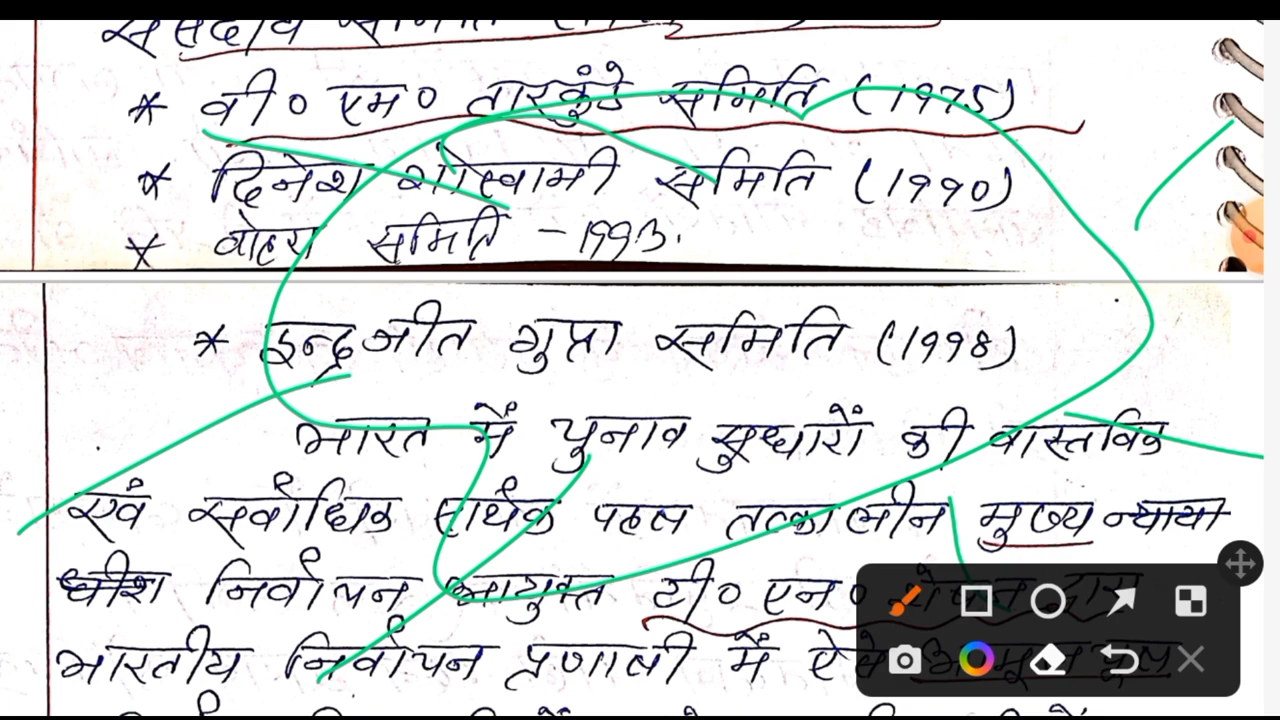 * वी० एम० तारकुंडे समिति (1975)
* दिनेश गोस्वामी समिति (1990)
* वोहरा समिति - 1993.
* इन्द्रजीत गुप्ता समिति (1998)
भारत में चुनाव सुधारों की वास्तविक
एवं सर्वाधिक सार्थक पहल तत्कालीन मुख्य न्याया
धीश निर्वाचन आयुक्त टी० एन०
भारतीय निर्वाचन प्रणाली में